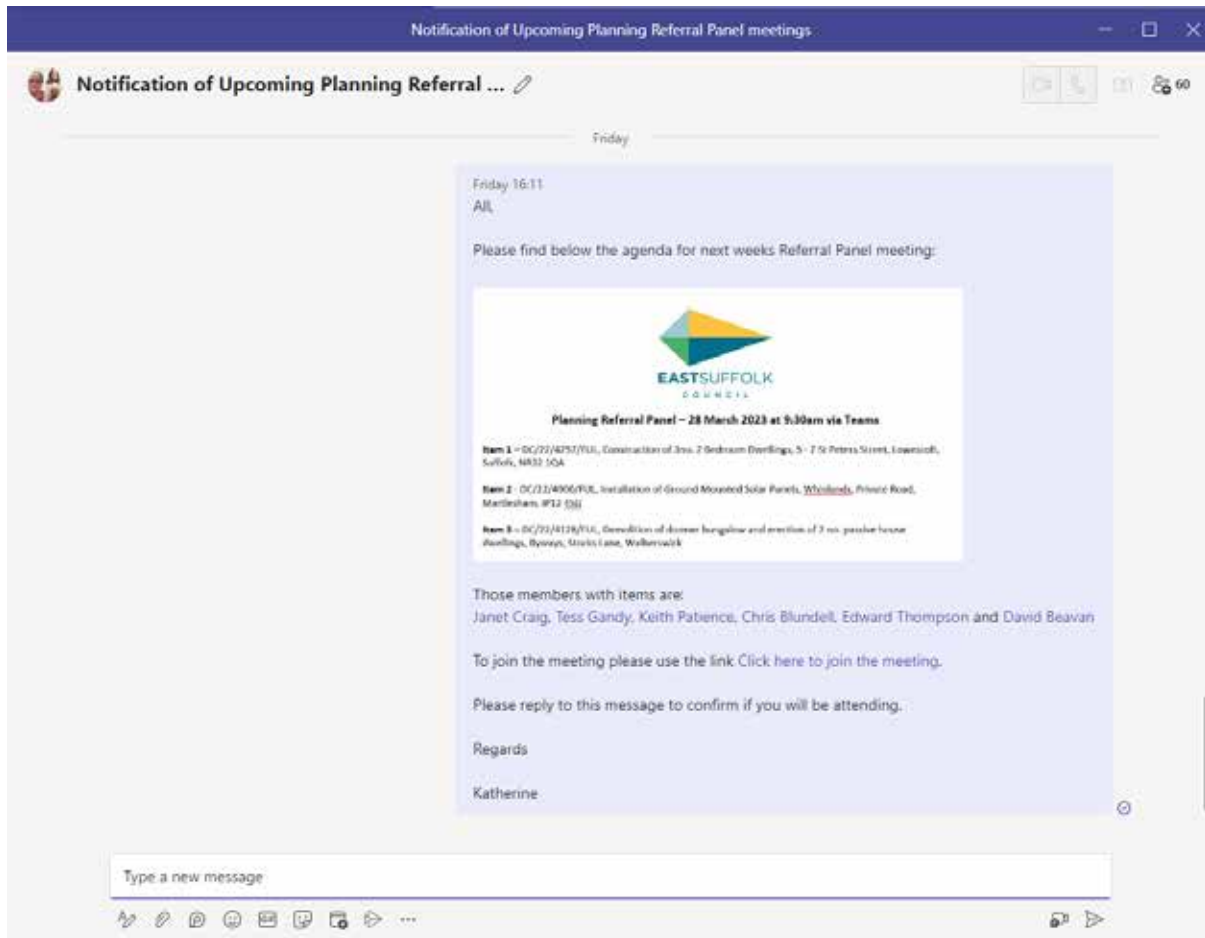 Notification of Upcoming Planning Referral Panel meetings
Notification of Upcoming Planning Referral ...
60
Friday
Friday 16:11
All,
Please find below the agenda for next weeks Referral Panel meeting:
EASTSUFFOLK
COUNCIL
Planning Referral Panel – 28 March 2023 at 9:30am via Teams
Item 1 – DC/22/4257/FUL, Construction of 3no. 2 Bedroom Dwellings, 5 - 7 St Peters Street, Lowestoft,
Suffolk, NR32 1QA
Item 2 - DC/22/4006/FUL, Installation of Ground Mounted Solar Panels, Whinlands, Private Road,
Martlesham, IP12
Item 3 – DC/22/4128/FUL, Demolition of dormer bungalow and erection of 2 no. passive house
dwellings, Byways, Stocks Lane, Walberswick
Those members with items are:
Janet Craig, Tess Gandy, Keith Patience, Chris Blundell, Edward Thompson and David Beavan
To join the meeting please use the link Click here to join the meeting.
Please reply to this message to confirm if you will be attending.
Regards
Katherine
Type a new message